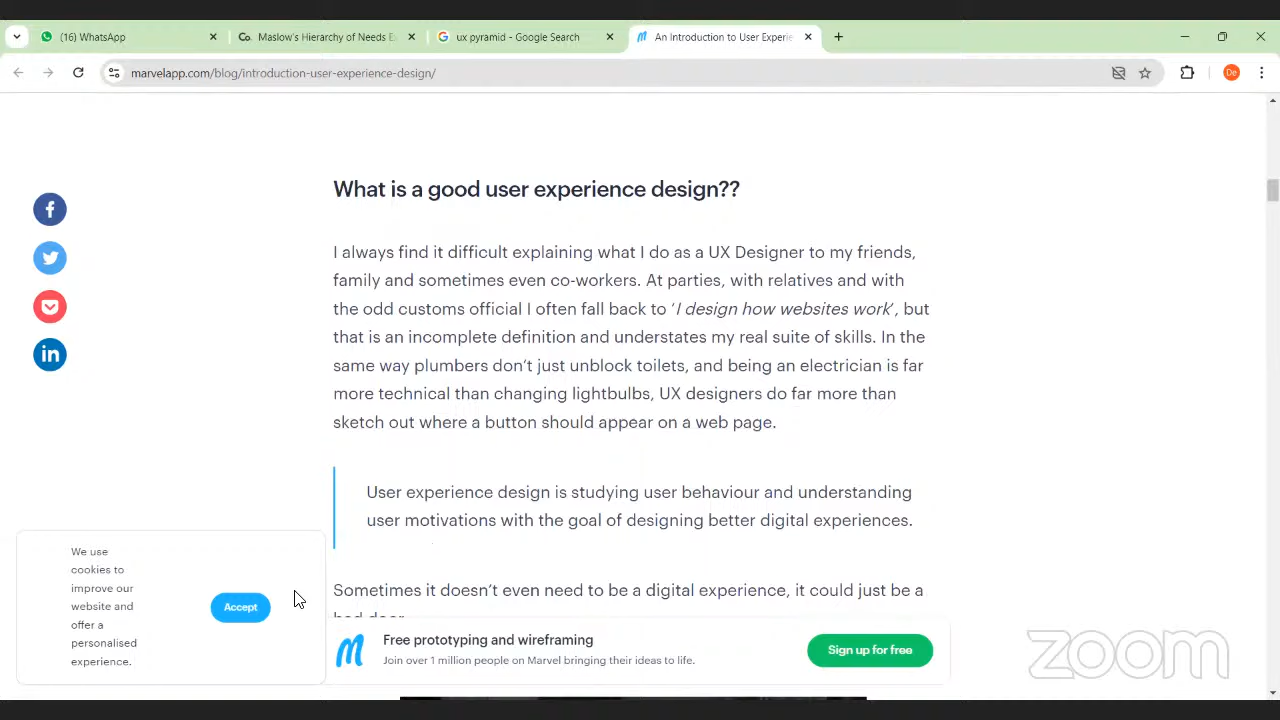 (16) WhatsApp
Maslow's Hierarchy of Needs E
ux pyramid - Google Search
An Introduction to User Experie
marvelapp.com/blog/introduction-user-experience-design/
De
What is a good user experience design??
I always find it difficult explaining what I do as a UX Designer to my friends,
family and sometimes even co-workers. At parties, with relatives and with
the odd customs official I often fall back to 'I design how websites work', but
that is an incomplete definition and understates my real suite of skills. In the
same way plumbers don't just unblock toilets, and being an electrician is far
more technical than changing lightbulbs, UX designers do far more than
sketch out where a button should appear on a web page.
User experience design is studying user behaviour and understanding
user motivations with the goal of designing better digital experiences.
Sometimes it doesn't even need to be a digital experience, it could just be a
bad door
We use
cookies to
improve our
website and
offer a
personalised
experience.
Accept
Free prototyping and wireframing
Join over 1 million people on Marvel bringing their ideas to life.
Sign up for free
zoom